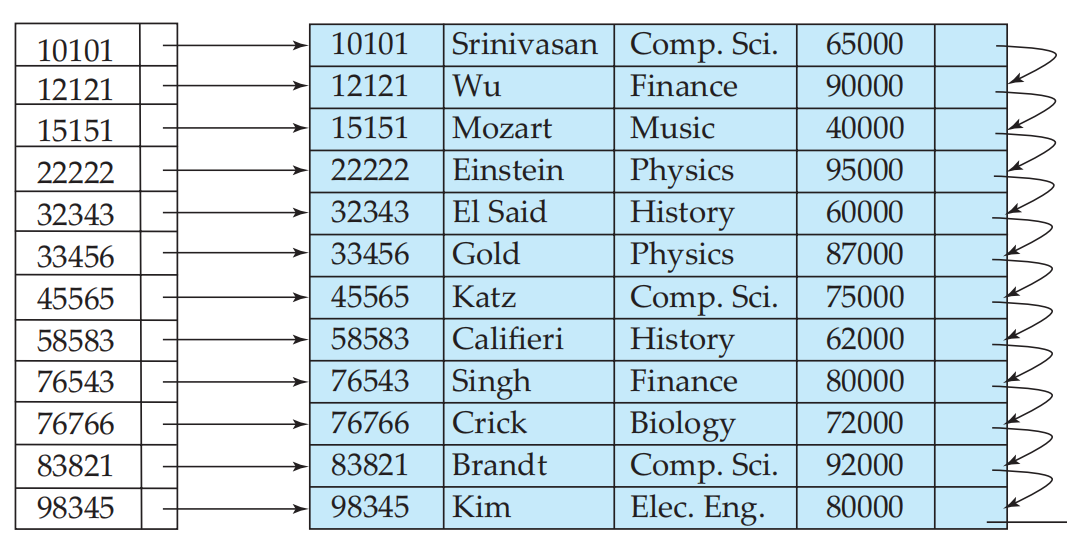 10101 10101 Srinivasan Comp. Sci. 65000
12121 12121 Wu Finance 90000
15151 15151 Mozart Music 40000
22222 22222 Einstein Physics 95000
32343 32343 El Said History 60000
33456 33456 Gold Physics 87000
45565 45565 Katz Comp. Sci. 75000
58583 58583 Califieri History 62000
76543 76543 Singh Finance 80000
76766 76766 Crick Biology 72000
83821 83821 Brandt Comp. Sci. 92000
98345 98345 Kim Elec. Eng. 80000